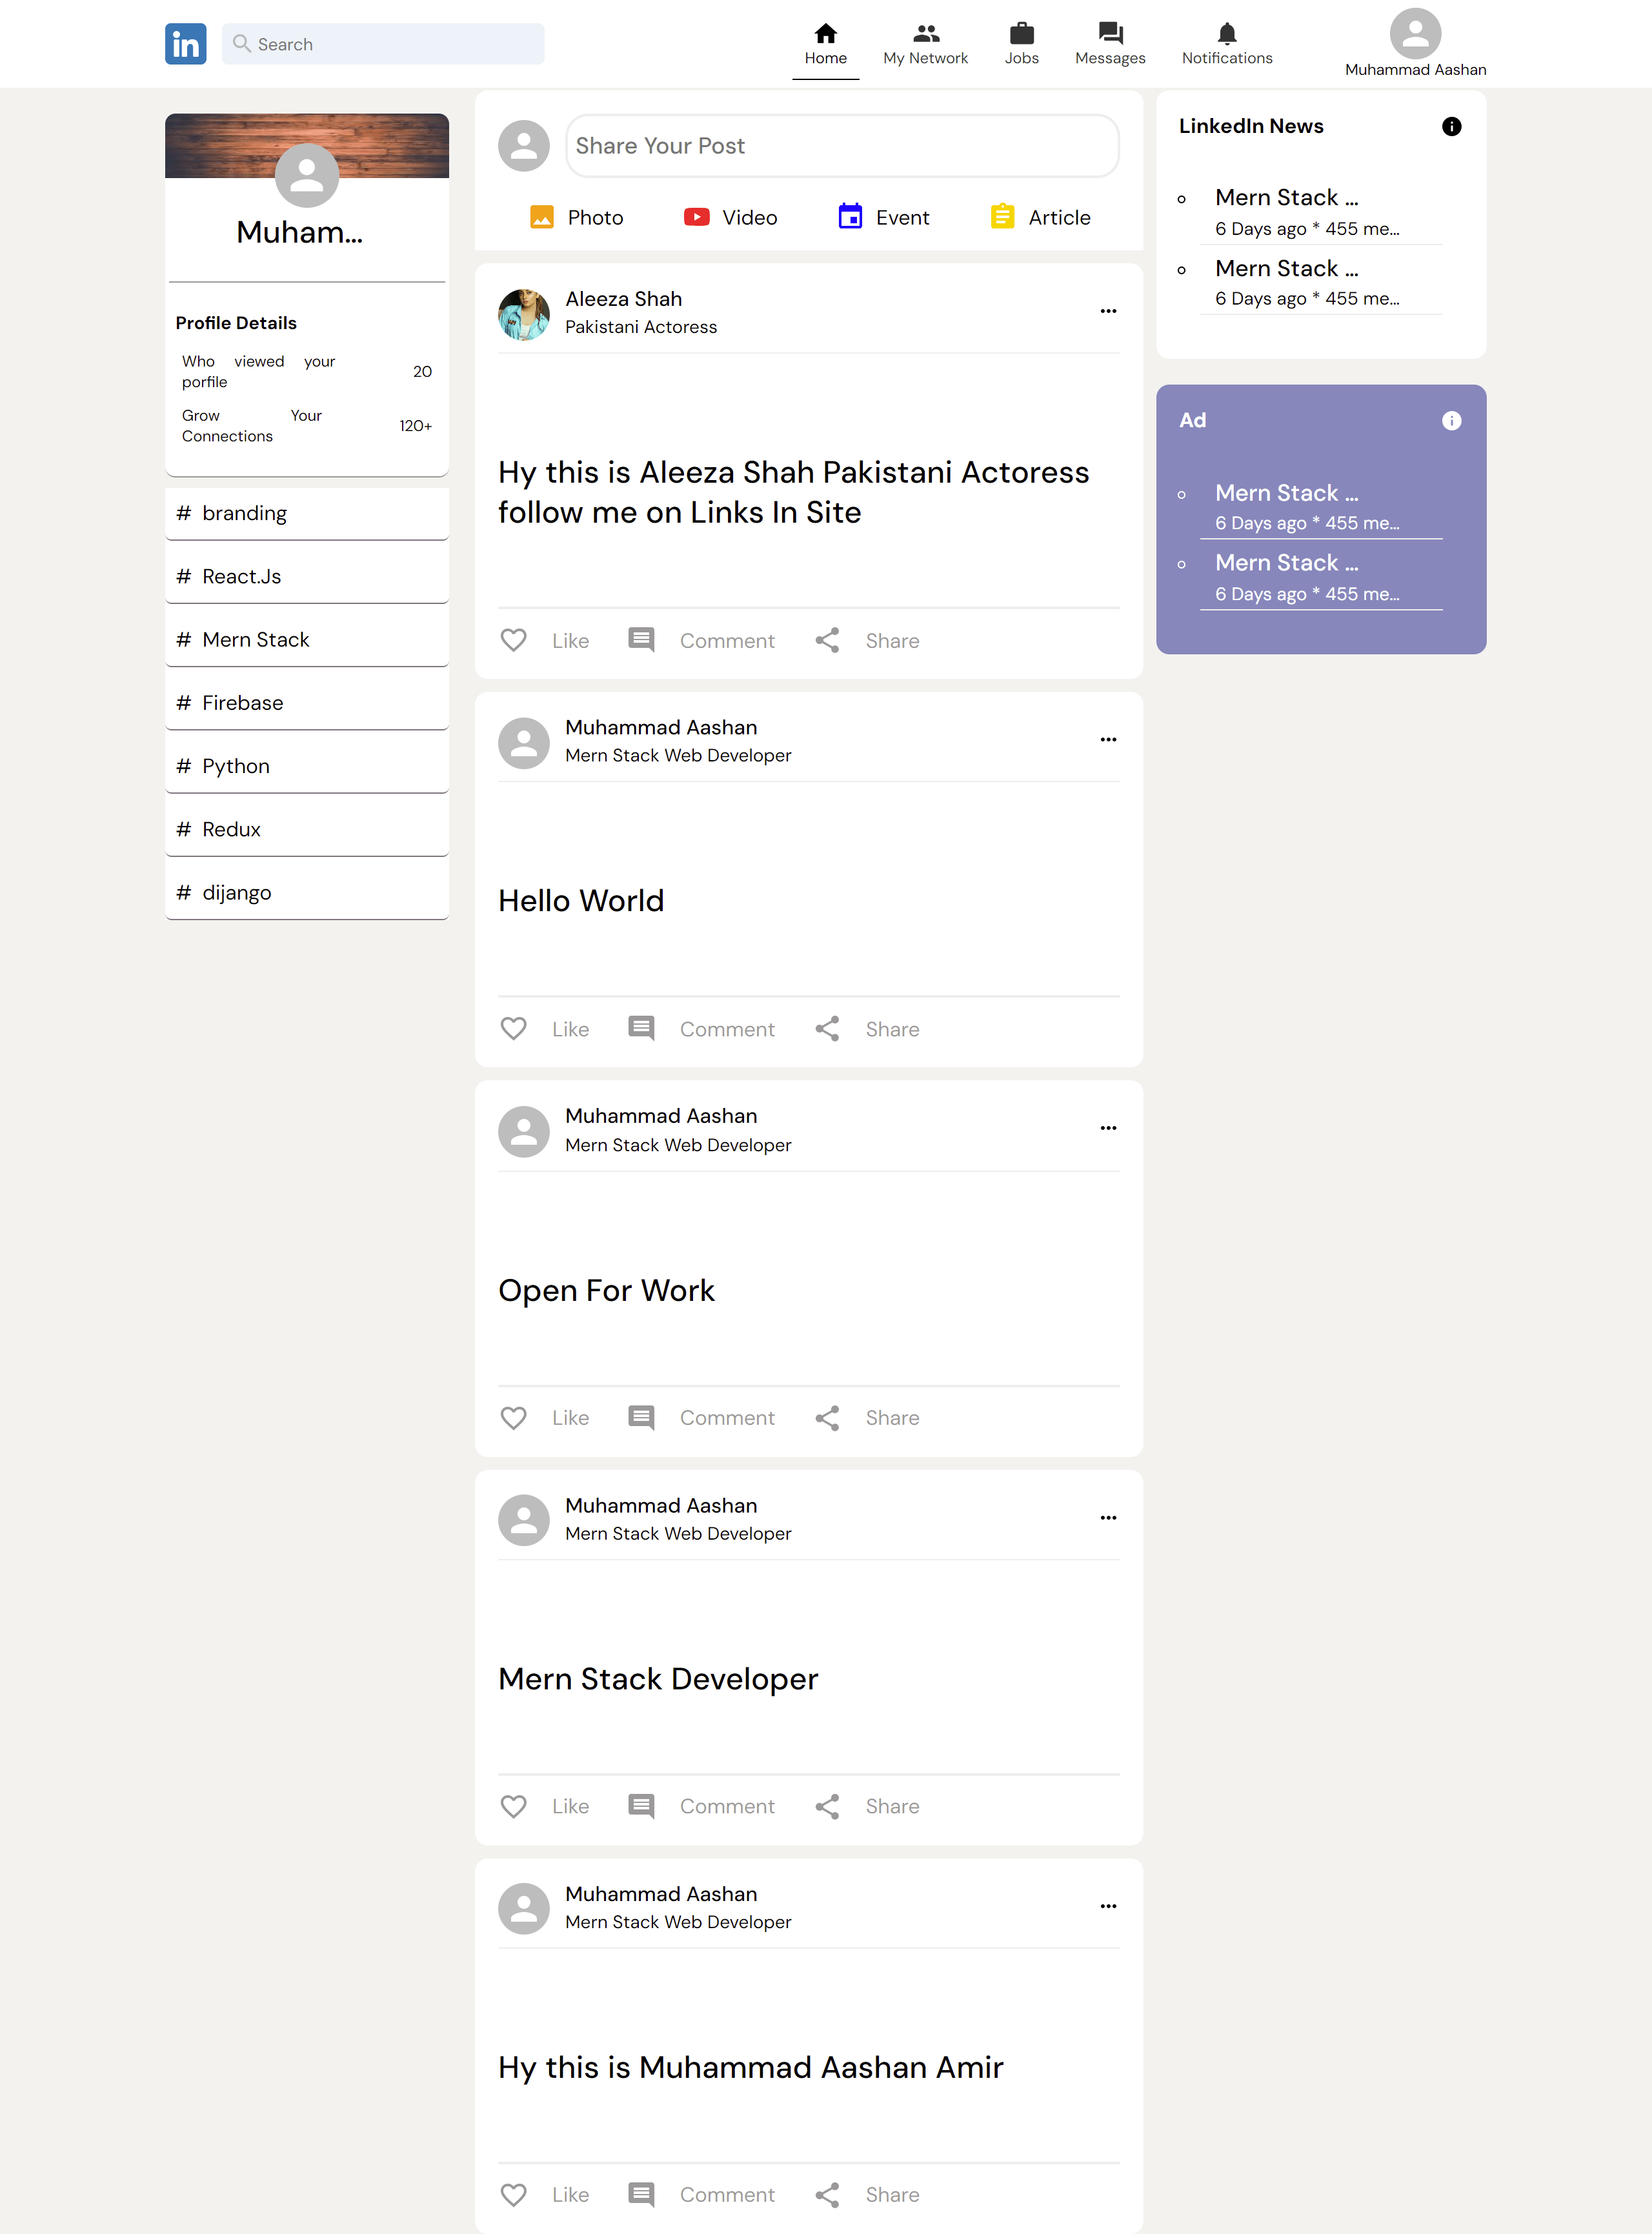 in
Search
Home
My Network
Jobs
Messages
Notifications
Muhammad Aashan
Muham...
Profile Details
Who viewed your
porfile
20
Grow Your
Connections
120+
# branding
# React.Js
# Mern Stack
# Firebase
# Python
# Redux
# dijango
Share Your Post
Photo
Video
Event
Article
Aleeza Shah
Pakistani Actoress
Hy this is Aleeza Shah Pakistani Actoress
follow me on Links In Site
Like
Comment
Share
Muhammad Aashan
Mern Stack Web Developer
Hello World
Like
Comment
Share
Muhammad Aashan
Mern Stack Web Developer
Open For Work
Like
Comment
Share
Muhammad Aashan
Mern Stack Web Developer
Mern Stack Developer
Like
Comment
Share
Muhammad Aashan
Mern Stack Web Developer
Hy this is Muhammad Aashan Amir
Like
Comment
Share
LinkedIn News
Mern Stack ...
6 Days ago * 455 me...
Mern Stack ...
6 Days ago * 455 me...
Ad
Mern Stack ...
6 Days ago * 455 me...
Mern Stack ...
6 Days ago * 455 me...